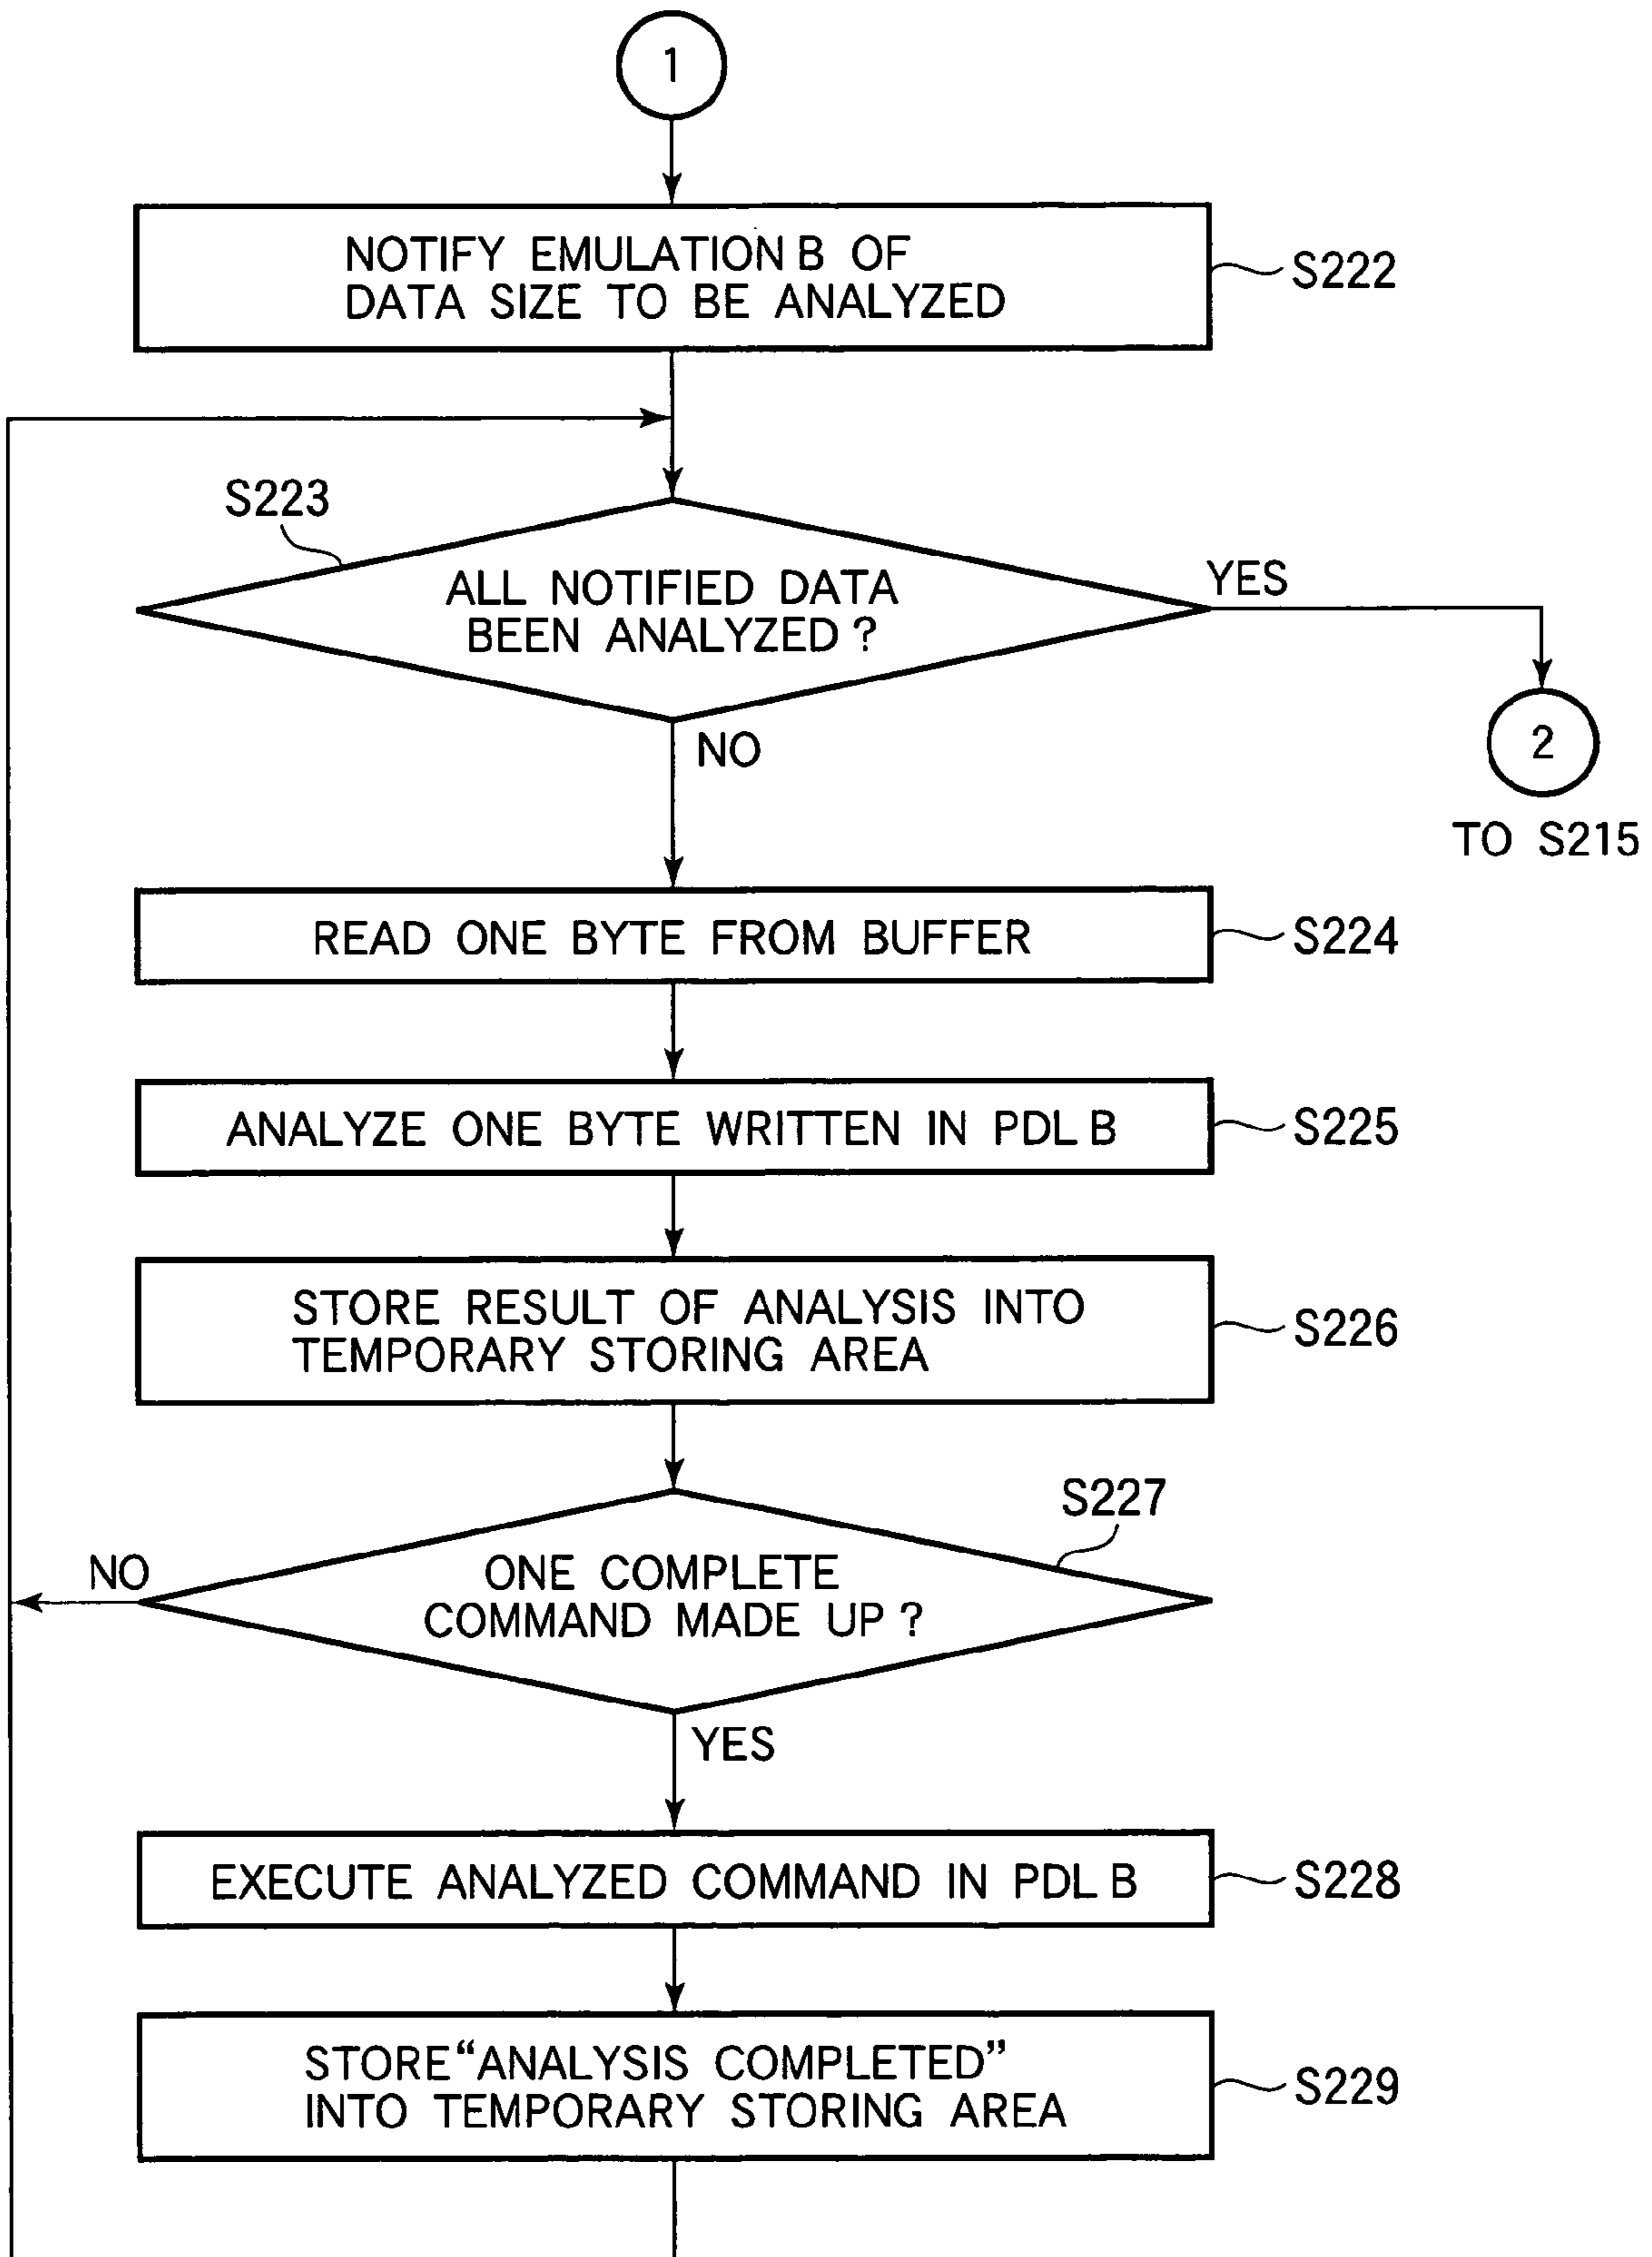 1
NOTIFY EMULATION B OF
DATA SIZE TO BE ANALYZED
S222
S223
ALL NOTIFIED DATA
BEEN ANALYZED ?
YES
NO
2
TO S215
READ ONE BYTE FROM BUFFER
S224
ANALYZE ONE BYTE WRITTEN IN PDL B
S225
STORE RESULT OF ANALYSIS INTO
TEMPORARY STORING AREA
S226
S227
NO
ONE COMPLETE
COMMAND MADE UP ?
YES
EXECUTE ANALYZED COMMAND IN PDL B
S228
STORE “ANALYSIS COMPLETED”
INTO TEMPORARY STORING AREA
S229